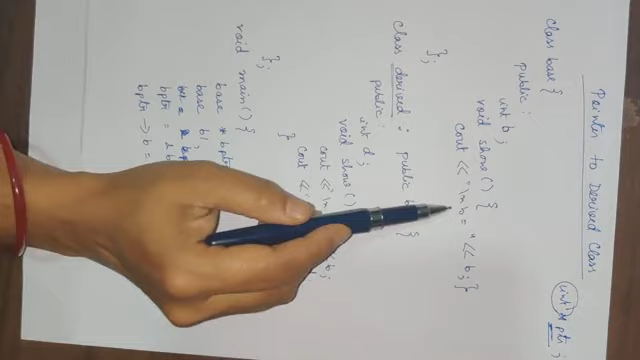 Pointer to Derived Class
int * ptr ;
Class base {
public :
int b ;
void show ( ) {
cout << " \n b = " << b ; }
} ;
Class derived : public {
public :
int d ;
void show ( )
cout << " \n b ;
cout <<
}
} ;
void main ( ) {
base * bptr
base b1 ;
bptr = & b
bptr -> b =